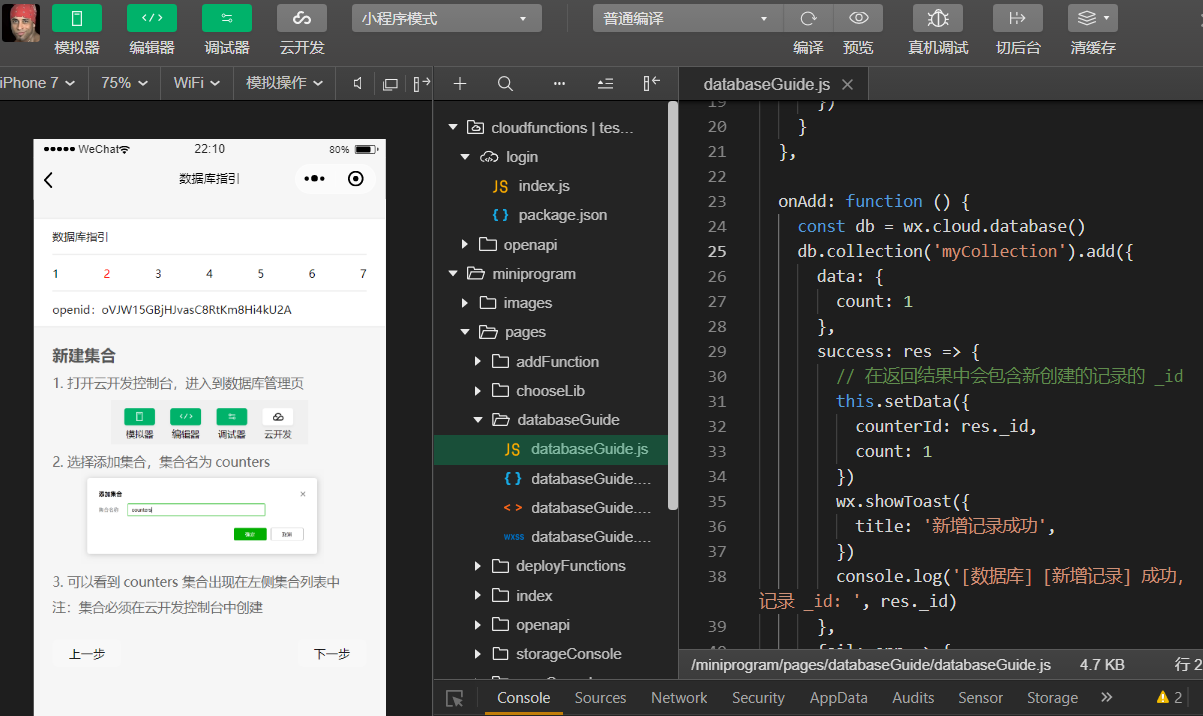 小程序模式
普通编译
模拟器 编辑器 调试器 云开发 编译 预览 真机调试 切后台 清缓存
iPhone 7 75% WiFi 模拟操作
databaseGuide.js
WeChat 22:10 80%
数据库指引
数据库指引
1 2 3 4 5 6 7
openid：oVJW15GBjHJvasC8RtKm8Hi4kU2A
新建集合
1. 打开云开发控制台，进入到数据库管理页
模拟器 编辑器 调试器 云开发
2. 选择添加集合，集合名为 counters
添加集合
集合名称 counters
确定 取消
3. 可以看到 counters 集合出现在左侧集合列表中
注：集合必须在云开发控制台中创建
上一步 下一步
cloudfunctions | tes...
login
JS index.js
{ } package.json
openapi
miniprogram
images
pages
addFunction
chooseLib
databaseGuide
JS databaseGuide.js
{ } databaseGuide....
< > databaseGuide....
wxss databaseGuide....
deployFunctions
index
openapi
storageConsole
19 })
20 }
21 },
22
23 onAdd: function () {
24 const db = wx.cloud.database()
25 db.collection('myCollection').add({
26 data: {
27 count: 1
28 },
29 success: res => {
30 // 在返回结果中会包含新创建的记录的 _id
31 this.setData({
32 counterId: res._id,
33 count: 1
34 })
35 wx.showToast({
36 title: '新增记录成功',
37 })
38 console.log('[数据库] [新增记录] 成功，
记录 _id: ', res._id)
39 },
fail: err => {
/miniprogram/pages/databaseGuide/databaseGuide.js 4.7 KB 行 2
Console Sources Network Security AppData Audits Sensor Storage 2